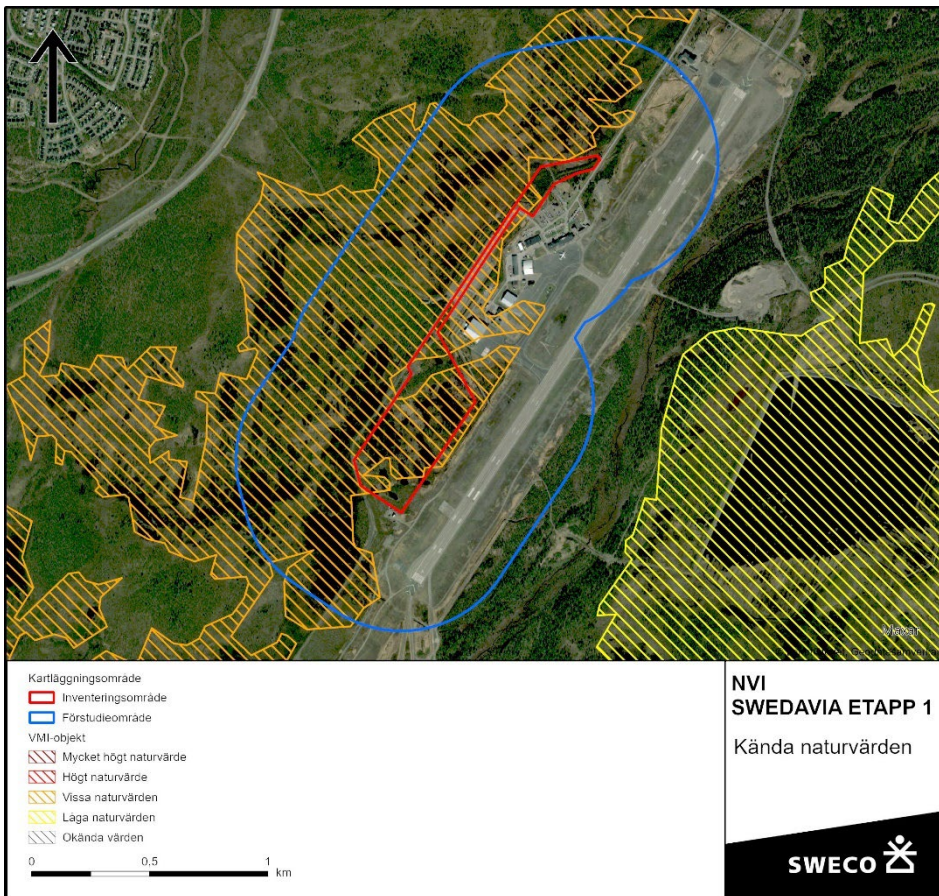 Maxar
Kartläggningsområde
Inventeringsområde
Förstudieområde
VMI-objekt
Mycket högt naturvärde
Högt naturvärde
Vissa naturvärden
Låga naturvärden
Okända värden
0 0,5 1
km
NVI
SWEDAVIA ETAPP 1
Kända naturvärden
SWECO